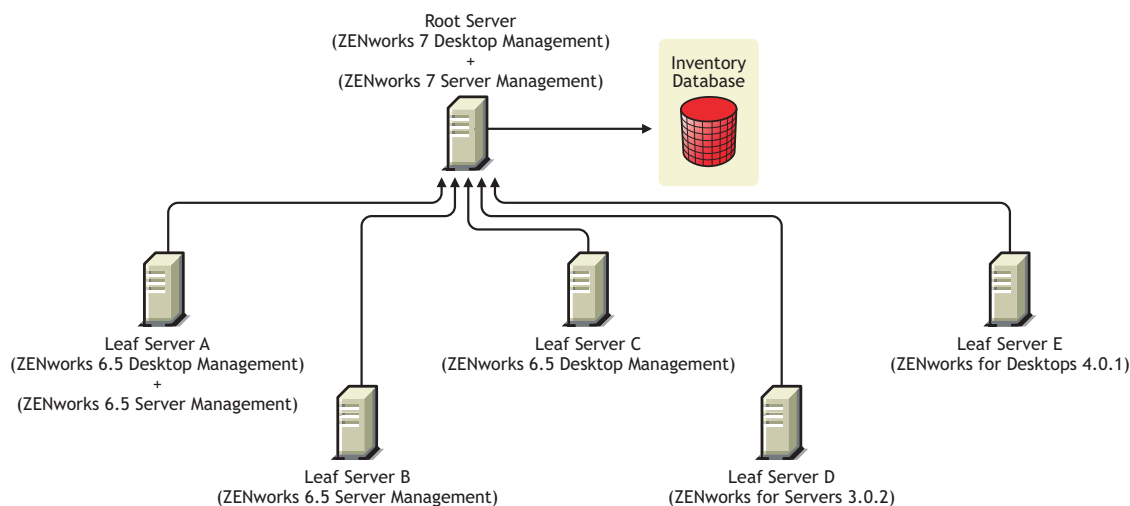 Root Server
(ZENworks 7 Desktop Management)
+
(ZENworks 7 Server Management)
Inventory
Database
Leaf Server A
(ZENworks 6.5 Desktop Management)
+
(ZENworks 6.5 Server Management)
Leaf Server C
(ZENworks 6.5 Desktop Management)
Leaf Server E
(ZENworks for Desktops 4.0.1)
Leaf Server B
(ZENworks 6.5 Server Management)
Leaf Server D
(ZENworks for Servers 3.0.2)